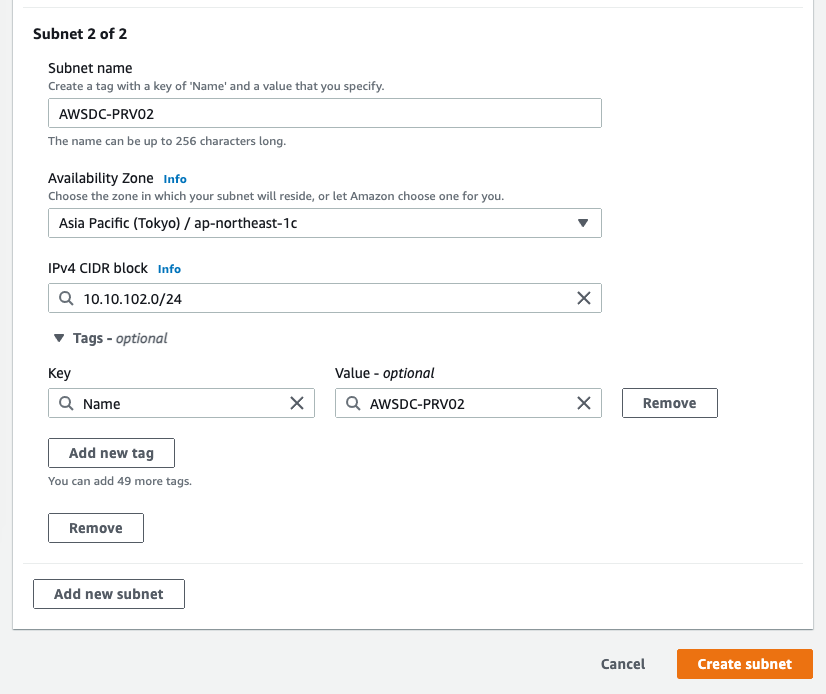 Subnet 2 of 2
Subnet name
Create a tag with a key of 'Name' and a value that you specify.
AWSDC-PRV02
The name can be up to 256 characters long.
Availability Zone Info
Choose the zone in which your subnet will reside, or let Amazon choose one for you.
Asia Pacific (Tokyo) / ap-northeast-1c
IPv4 CIDR block Info
10.10.102.0/24
Tags - optional
Key Value - optional
Name AWSDC-PRV02 Remove
Add new tag
You can add 49 more tags.
Remove
Add new subnet
Cancel Create subnet